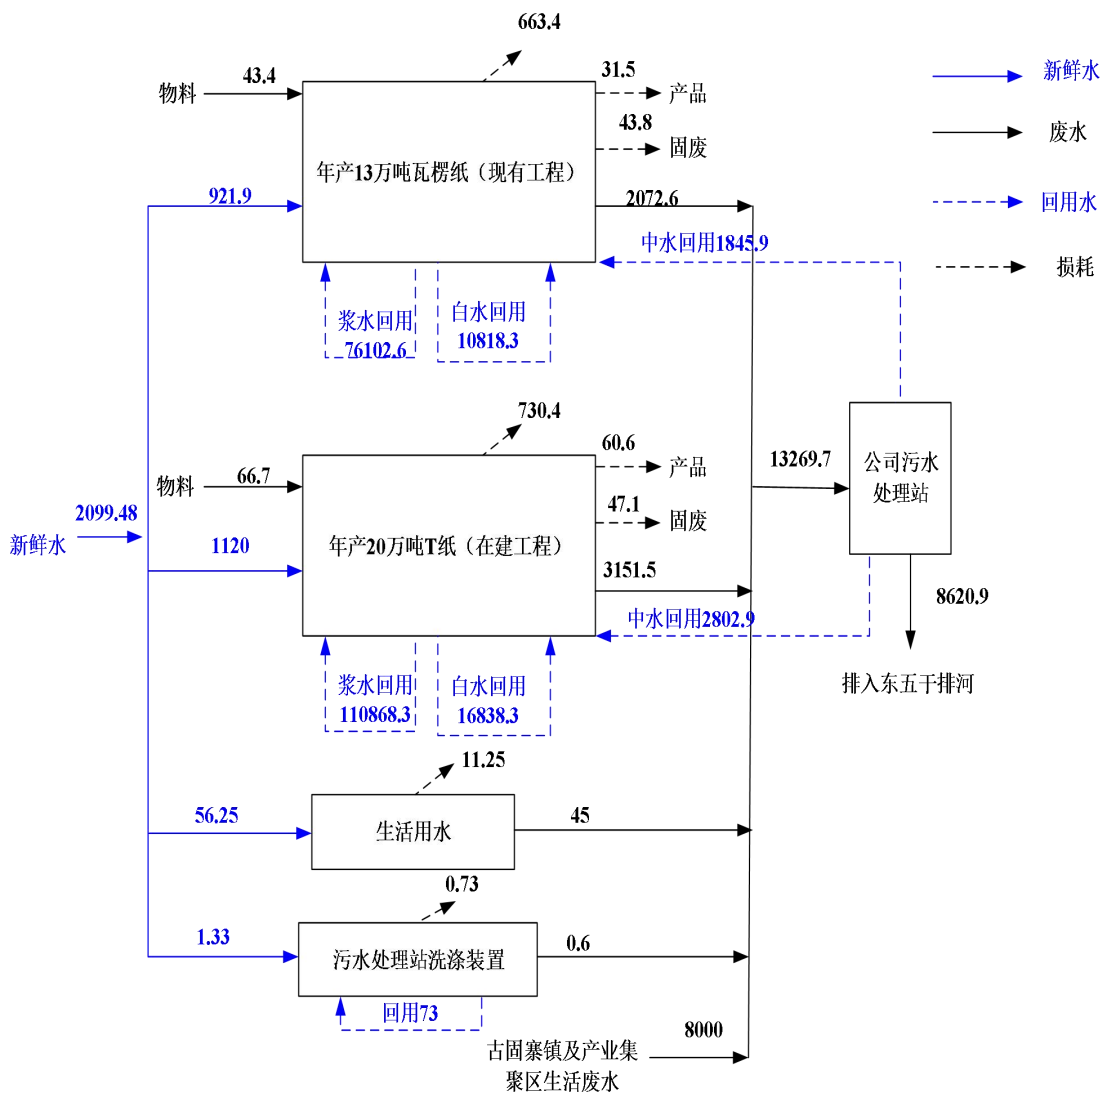 663.4
物料
43.4
31.5
产品
43.8
固废
年产13万吨瓦楞纸（现有工程）
921.9
2072.6
中水回用1845.9
浆水回用
76102.6
白水回用
10818.3
新鲜水
废水
回用水
损耗
730.4
物料
66.7
60.6
产品
47.1
固废
年产20万吨T纸（在建工程）
2099.48
新鲜水
1120
3151.5
中水回用2802.9
浆水回用
110868.3
白水回用
16838.3
13269.7
公司污水
处理站
8620.9
排入东五干排河
11.25
56.25
生活用水
45
0.73
1.33
污水处理站洗涤装置
0.6
回用73
8000
古固寨镇及产业集
聚区生活废水